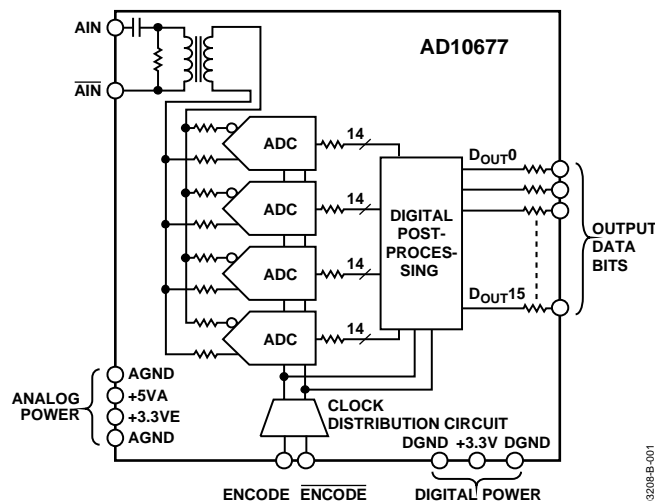 AIN
AD10677
AIN
ADC
14
DOUT0
ADC
14
DIGITAL
POST-
PROCES-
SING
OUTPUT
DATA
BITS
ADC
14
DOUT15
ADC
14
ANALOG
POWER
AGND
+5VA
+3.3VE
AGND
CLOCK
DISTRIBUTION CIRCUIT
DGND +3.3V DGND
ENCODE ENCODE
DIGITAL POWER
03208-B-001